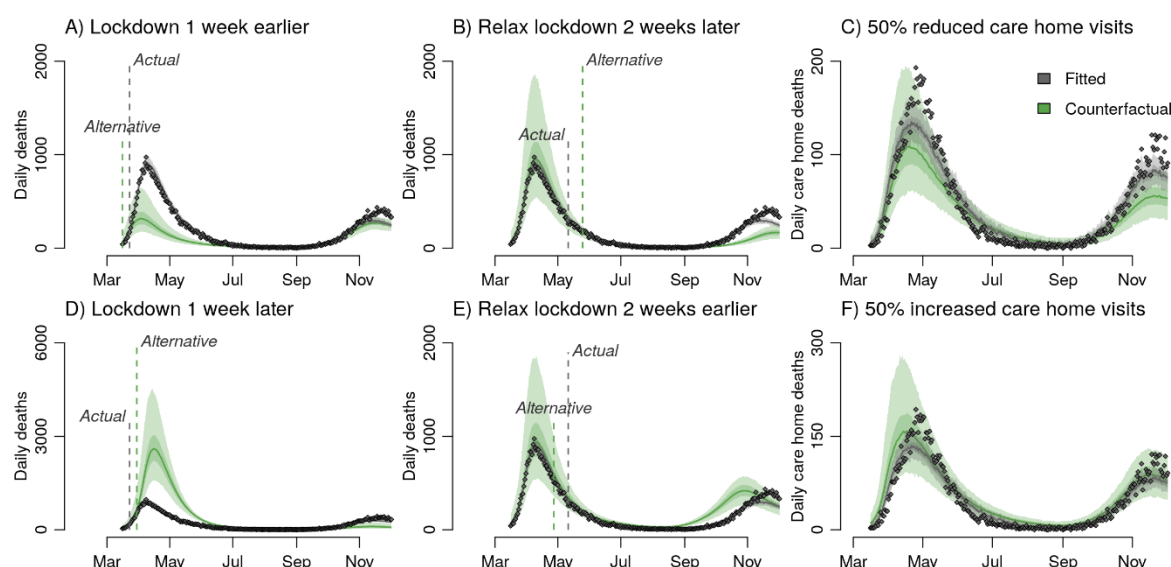 A) Lockdown 1 week earlier
Actual
Alternative
Daily deaths
2000
1000
0
Mar May Jul Sep Nov
B) Relax lockdown 2 weeks later
Alternative
Actual
Daily deaths
2000
1000
0
Mar May Jul Sep Nov
C) 50% reduced care home visits
Fitted
Counterfactual
Daily care home deaths
200
100
0
Mar May Jul Sep Nov
D) Lockdown 1 week later
Alternative
Actual
Daily deaths
6000
3000
0
Mar May Jul Sep Nov
E) Relax lockdown 2 weeks earlier
Actual
Alternative
Daily deaths
2000
1000
0
Mar May Jul Sep Nov
F) 50% increased care home visits
Daily care home deaths
300
150
0
Mar May Jul Sep Nov